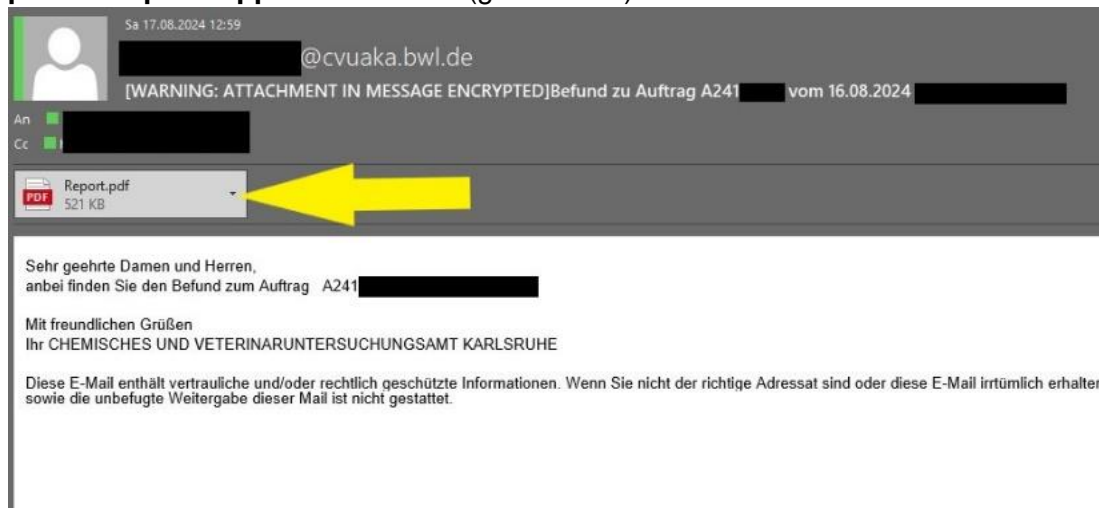 Sa 17.08.2024 12:59
@cvuaka.bwl.de
[WARNING: ATTACHMENT IN MESSAGE ENCRYPTED]Befund zu Auftrag A241 vom 16.08.2024
An
Cc
Report.pdf
PDF
521 KB
Sehr geehrte Damen und Herren,
anbei finden Sie den Befund zum Auftrag A241
Mit freundlichen Grüßen
Ihr CHEMISCHES UND VETERINARUNTERSUCHUNGSAMT KARLSRUHE
Diese E-Mail enthält vertrauliche und/oder rechtlich geschützte Informationen. Wenn Sie nicht der richtige Adressat sind oder diese E-Mail irrtümlich erhalten
sowie die unbefugte Weitergabe dieser Mail ist nicht gestattet.